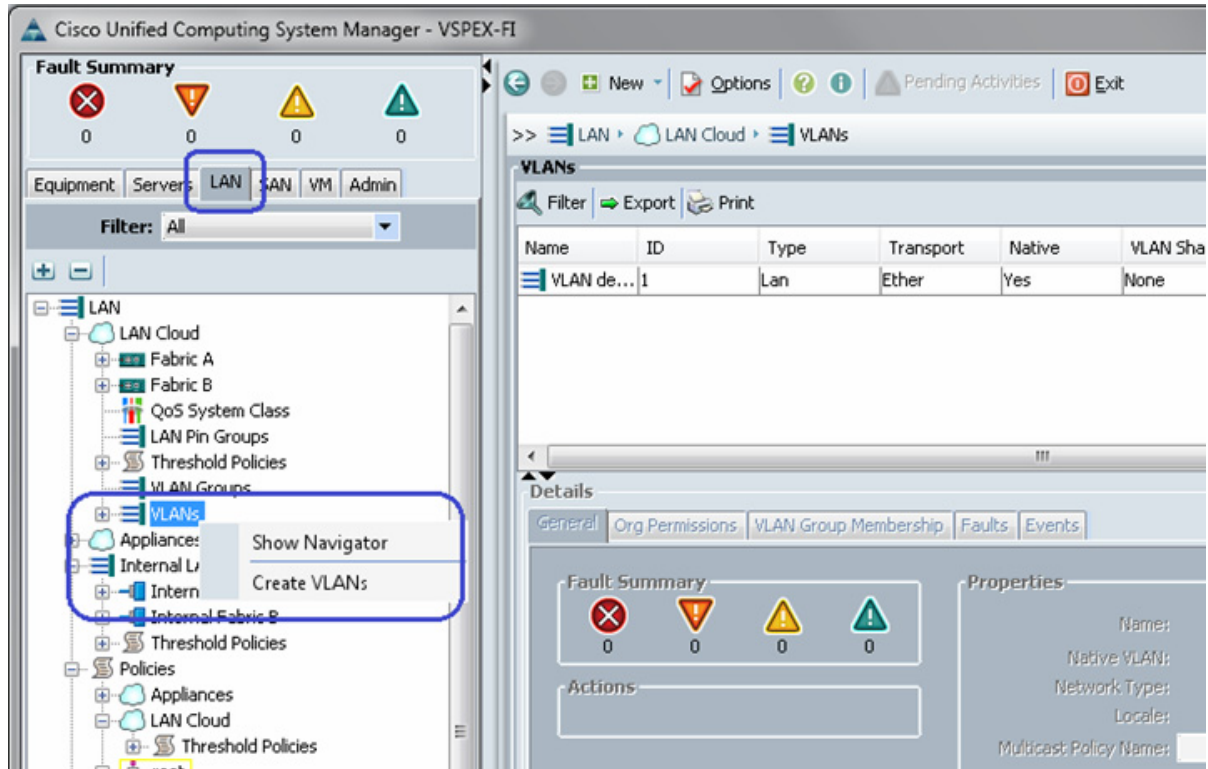 Cisco Unified Computing System Manager - VSPEX-FI
Fault Summary
0 0 0 0
Equipment Servers LAN SAN VM Admin
Filter: All
LAN
LAN Cloud
Fabric A
Fabric B
QoS System Class
LAN Pin Groups
Threshold Policies
VLAN Groups
VLANs
Appliances
Internal LA
Intern
Internal Fabric B
Threshold Policies
Policies
Appliances
LAN Cloud
Threshold Policies
Show Navigator
Create VLANs
New Options Pending Activities Exit
>> LAN LAN Cloud VLANs
VLANs
Filter Export Print
Name ID Type Transport Native VLAN Sha
VLAN de... 1 Lan Ether Yes None
Details
General Org Permissions VLAN Group Membership Faults Events
Fault Summary
0 0 0 0
Actions
Properties
Name:
Native VLAN:
Network Type:
Locale:
Multicast Policy Name: